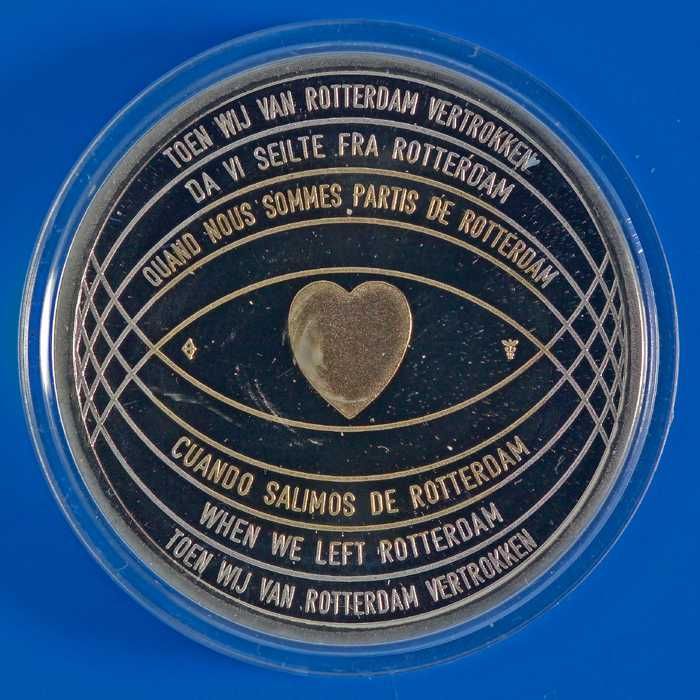 TOEN WIJ VAN ROTTERDAM VERTROKKEN
DA VI SEILTE FRA ROTTERDAM
QUAND NOUS SOMMES PARTIS DE ROTTERDAM
CUANDO SALIMOS DE ROTTERDAM
WHEN WE LEFT ROTTERDAM
TOEN WIJ VAN ROTTERDAM VERTROKKEN